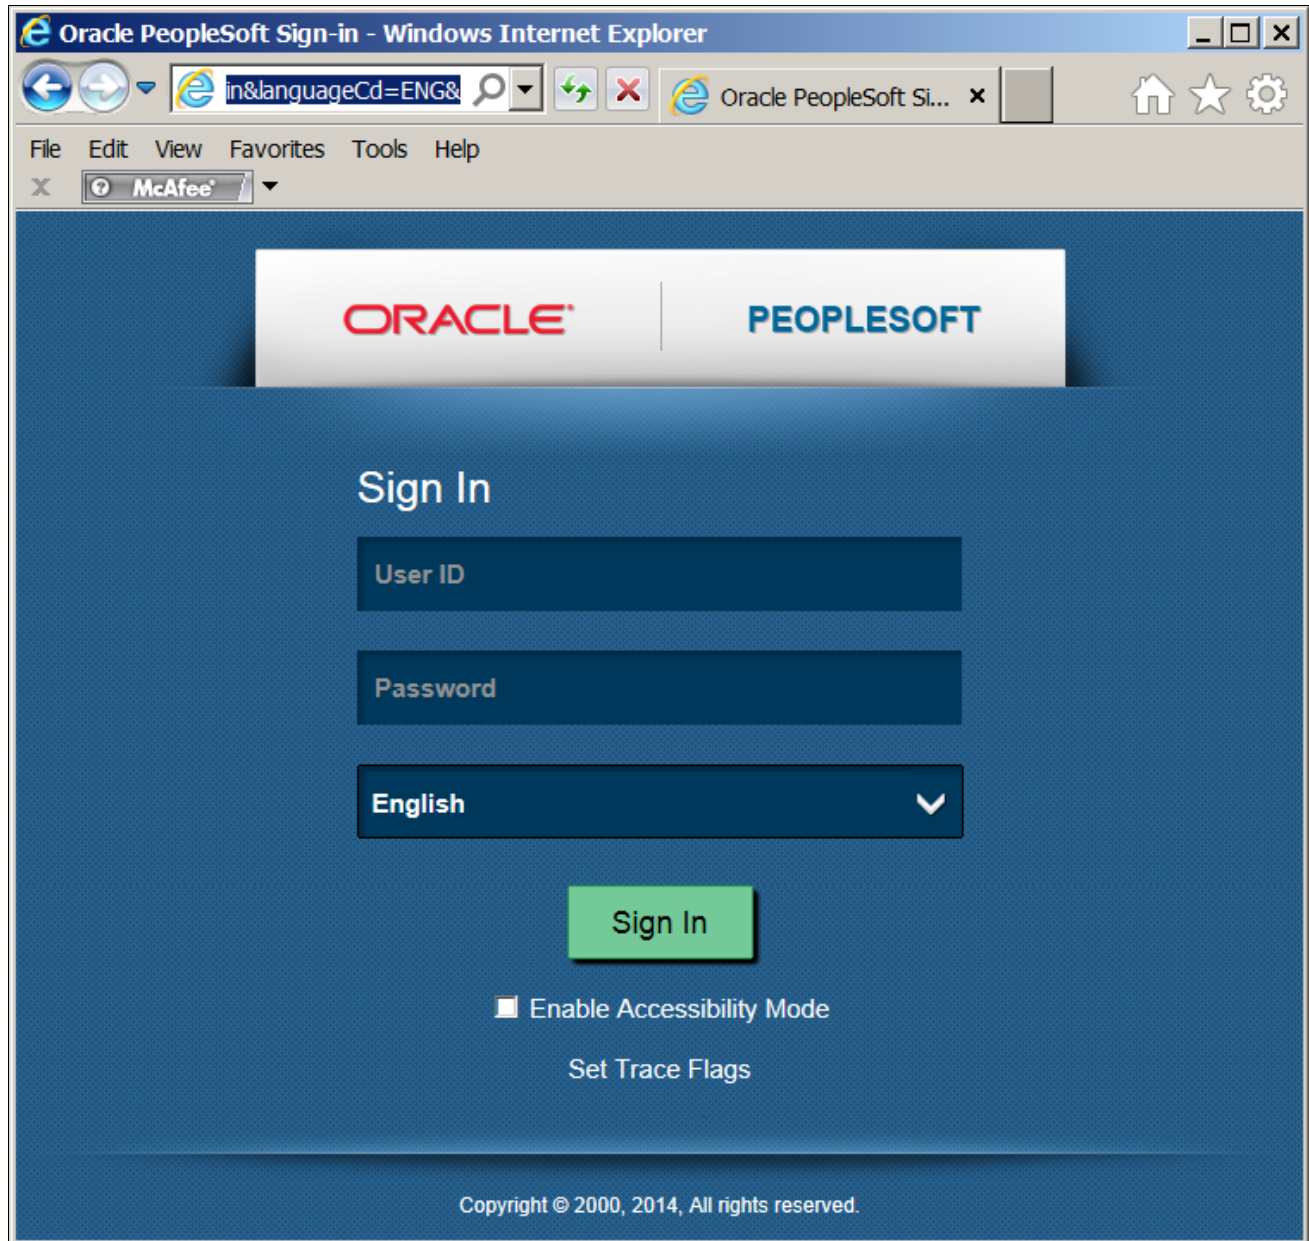 Oracle PeopleSoft Sign-in - Windows Internet Explorer
in&languageCd=ENG& Oracle PeopleSoft Si...
File Edit View Favorites Tools Help
McAfee
ORACLE PEOPLESOFT
Sign In
User ID
Password
English
Sign In
Enable Accessibility Mode
Set Trace Flags
Copyright © 2000, 2014, All rights reserved.